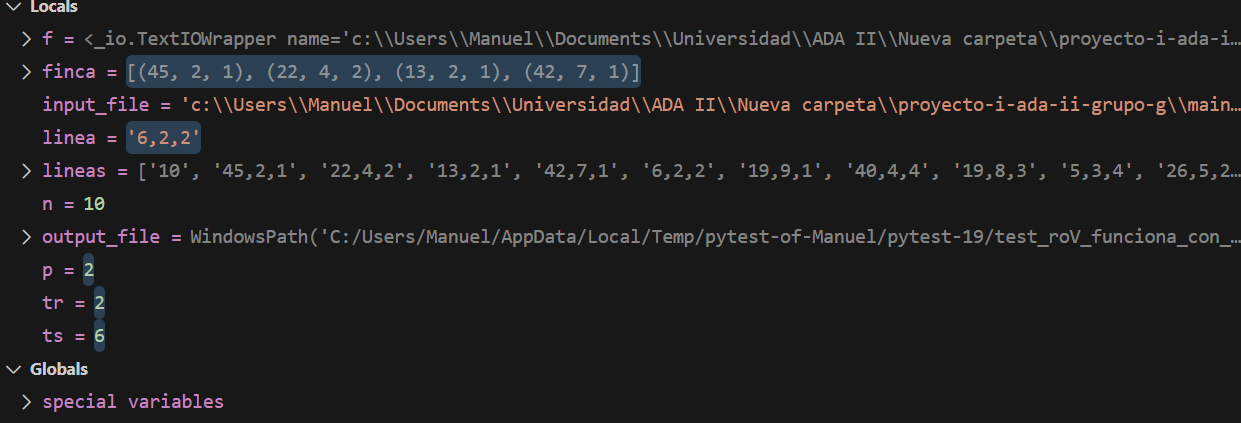 Locals
f = <_io.TextIOWrapper name='c:\\Users\\Manuel\\Documents\\Universidad\\ADA II\\Nueva carpeta\\proyecto-i-ada-i…
finca = [(45, 2, 1), (22, 4, 2), (13, 2, 1), (42, 7, 1)]
input_file = 'c:\\Users\\Manuel\\Documents\\Universidad\\ADA II\\Nueva carpeta\\proyecto-i-ada-ii-grupo-g\\main…
linea = '6,2,2'
lineas = ['10', '45,2,1', '22,4,2', '13,2,1', '42,7,1', '6,2,2', '19,9,1', '40,4,4', '19,8,3', '5,3,4', '26,5,2…
n = 10
output_file = WindowsPath('C:/Users/Manuel/AppData/Local/Temp/pytest-of-Manuel/pytest-19/test_roV_funciona_con_…
p = 2
tr = 2
ts = 6
Globals
special variables